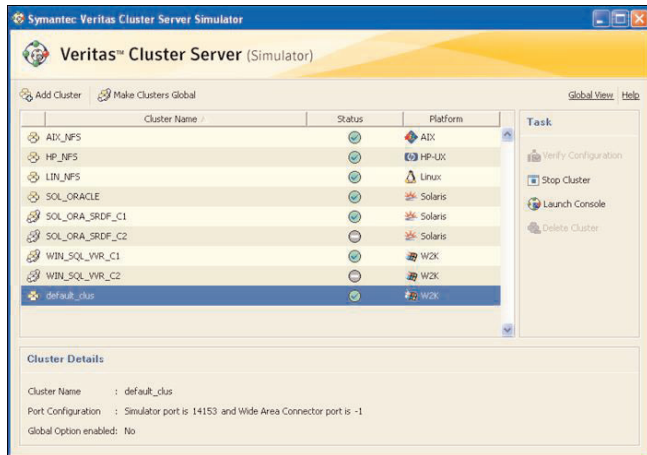 Symantec Veritas Cluster Server Simulator
Veritas™ Cluster Server (Simulator)
Add Cluster Make Clusters Global Global View Help
Cluster Name / Status Platform
AIX_NFS AIX
HP_NFS HP-UX
LIN_NFS Linux
SOL_ORACLE Solaris
SOL_ORA_SRDF_C1 Solaris
SOL_ORA_SRDF_C2 Solaris
WIN_SQL_VVR_C1 W2K
WIN_SQL_VVR_C2 W2K
default_clus W2K
Task
Verify Configuration
Stop Cluster
Launch Console
Delete Cluster
Cluster Details
Cluster Name : default_clus
Port Configuration : Simulator port is 14153 and Wide Area Connector port is -1
Global Option enabled: No